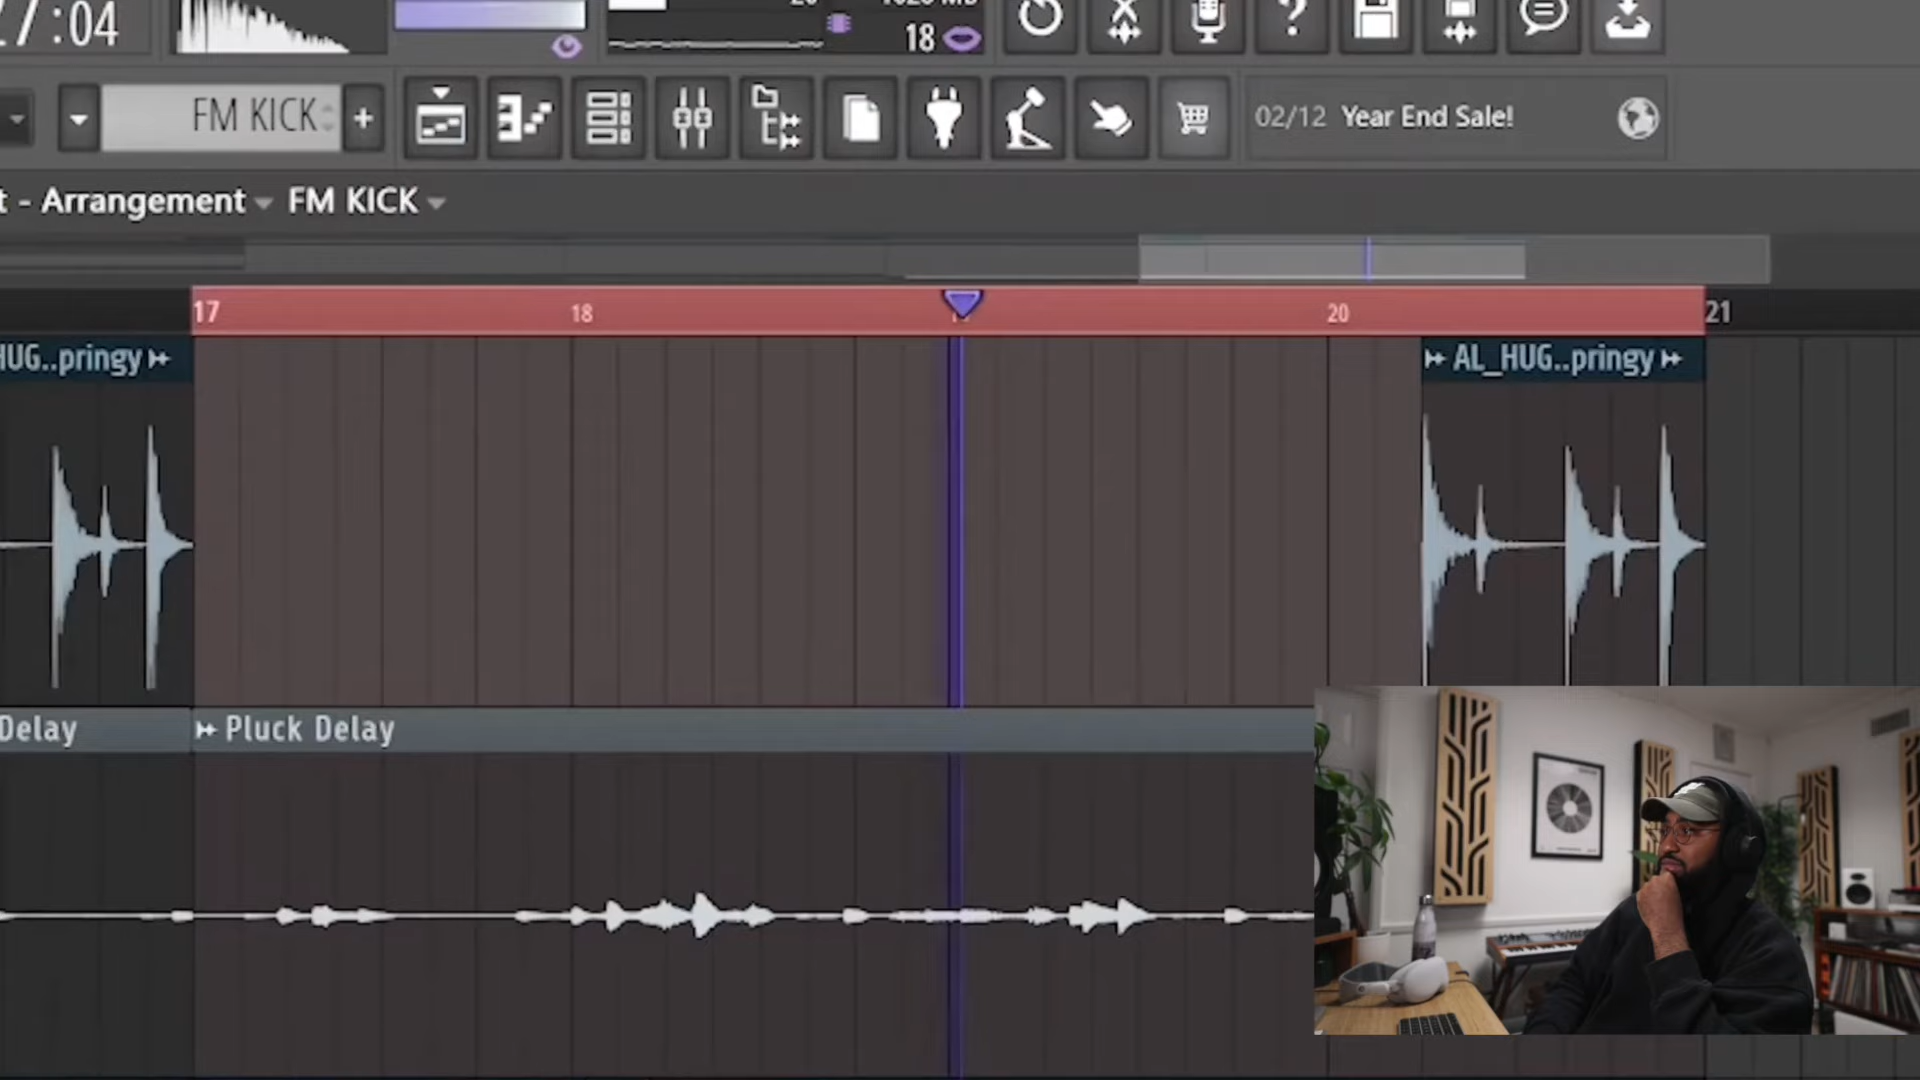 :04
18
FM KICK
+
02/12 Year End Sale!
t - Arrangement FM KICK
17 18 20 21
HUG..pringy
AL_HUG..pringy
Delay
Pluck Delay